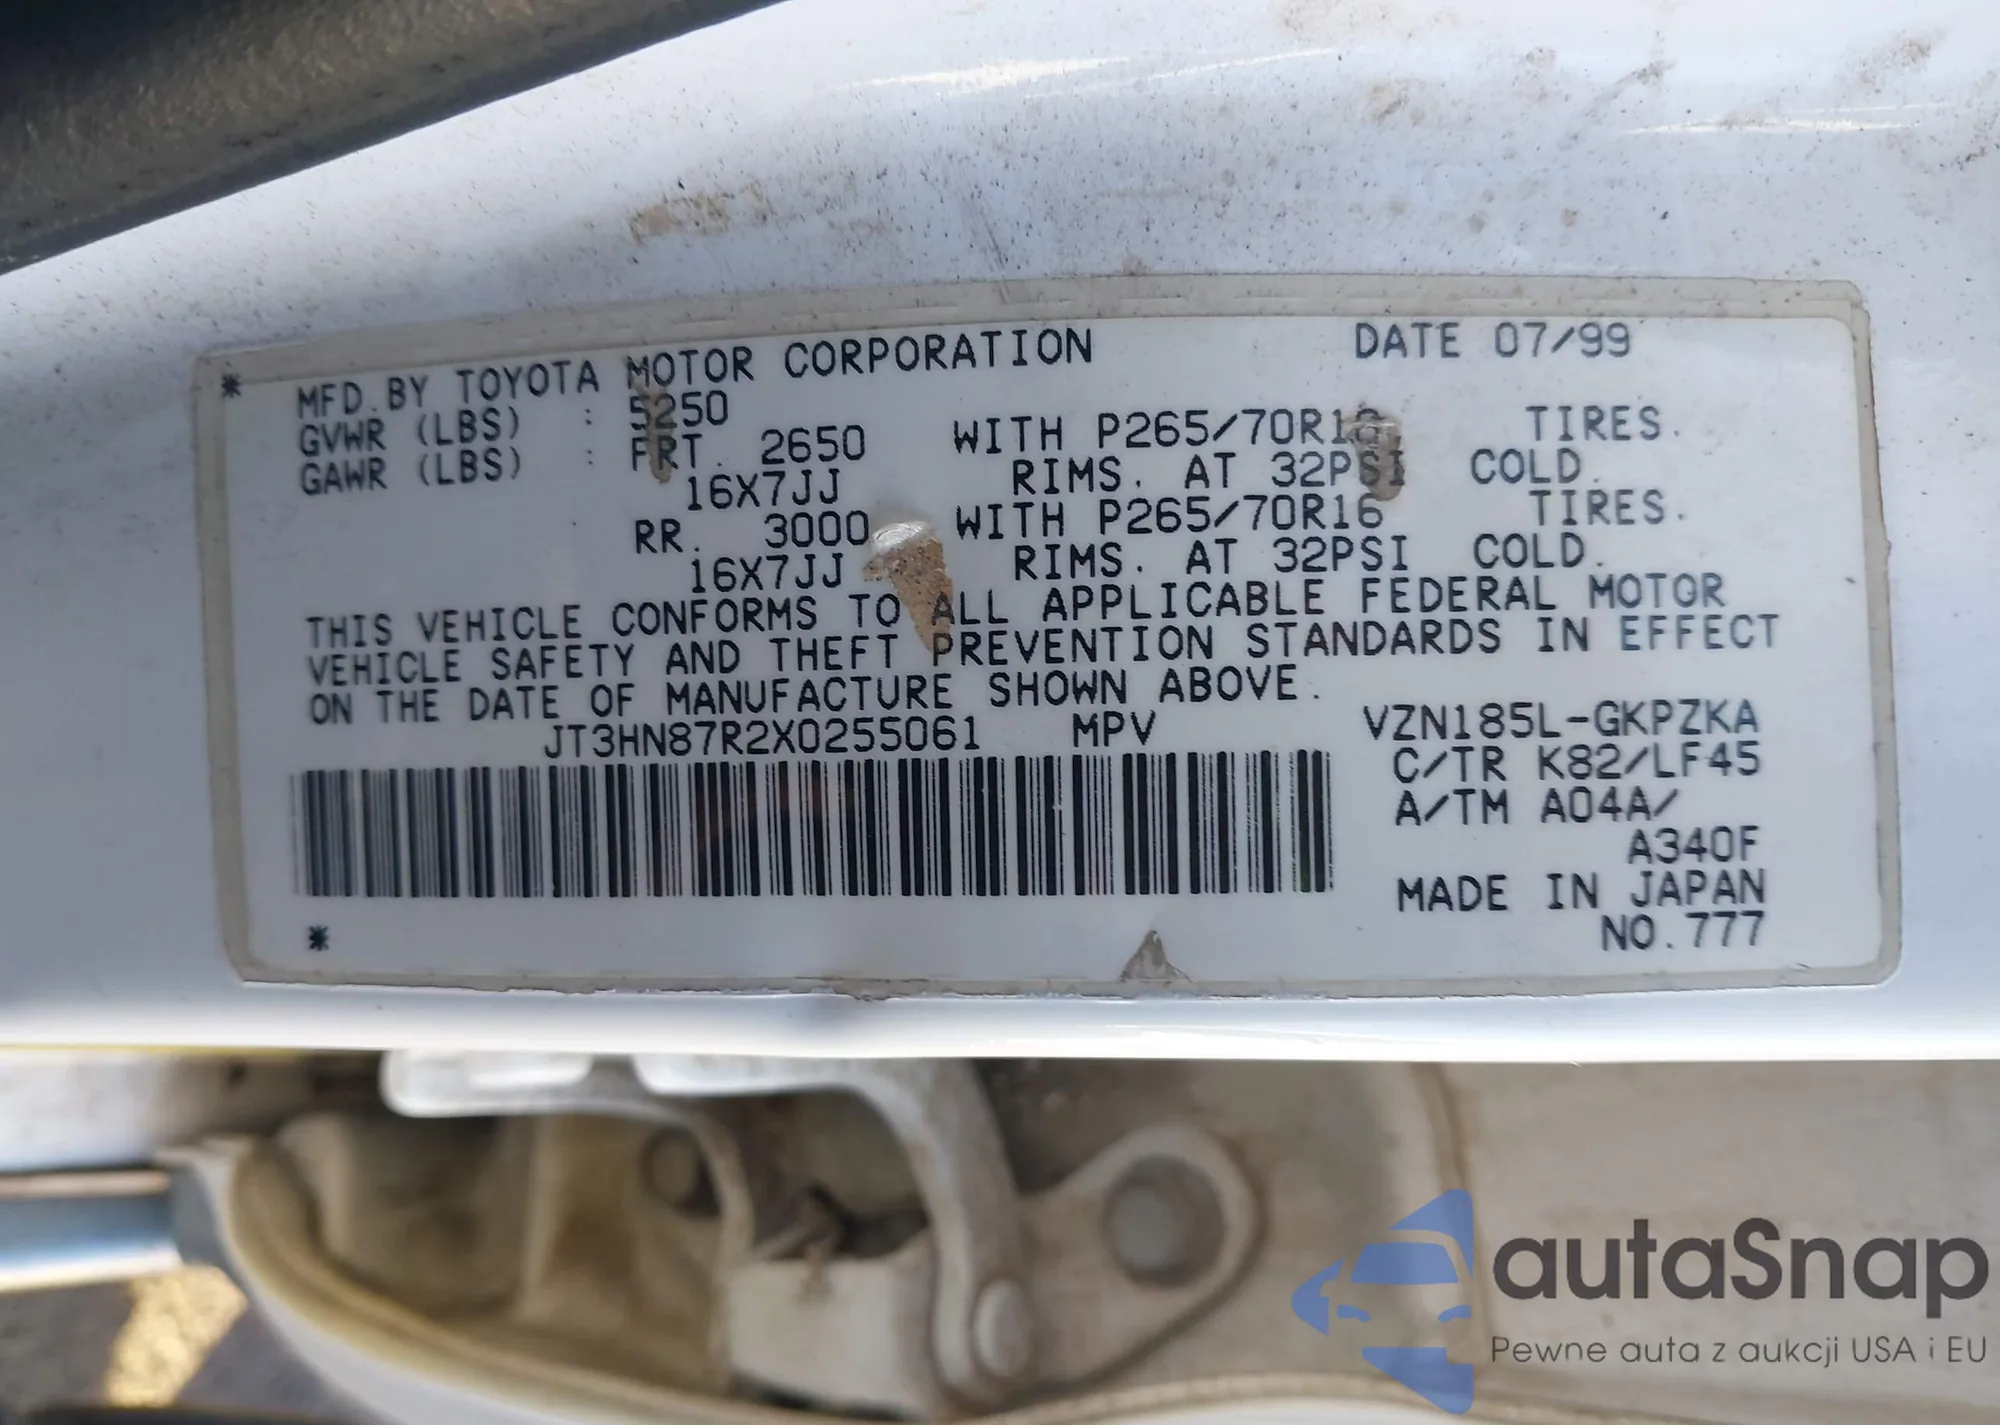 * MFD.BY TOYOTA MOTOR CORPORATION DATE 07/99
GVWR (LBS) : 5250
GAWR (LBS) : FRT. 2650 WITH P265/70R16 TIRES.
16X7JJ RIMS. AT 32PSI COLD.
RR. 3000 WITH P265/70R16 TIRES.
16X7JJ RIMS. AT 32PSI COLD.
THIS VEHICLE CONFORMS TO ALL APPLICABLE FEDERAL MOTOR
VEHICLE SAFETY AND THEFT PREVENTION STANDARDS IN EFFECT
ON THE DATE OF MANUFACTURE SHOWN ABOVE.
JT3HN87R2X0255061 MPV VZN185L-GKPZKA
C/TR K82/LF45
A/TM A04A/
A340F
MADE IN JAPAN
* NO.777
autaSnap
Pewne auta z aukcji USA i EU